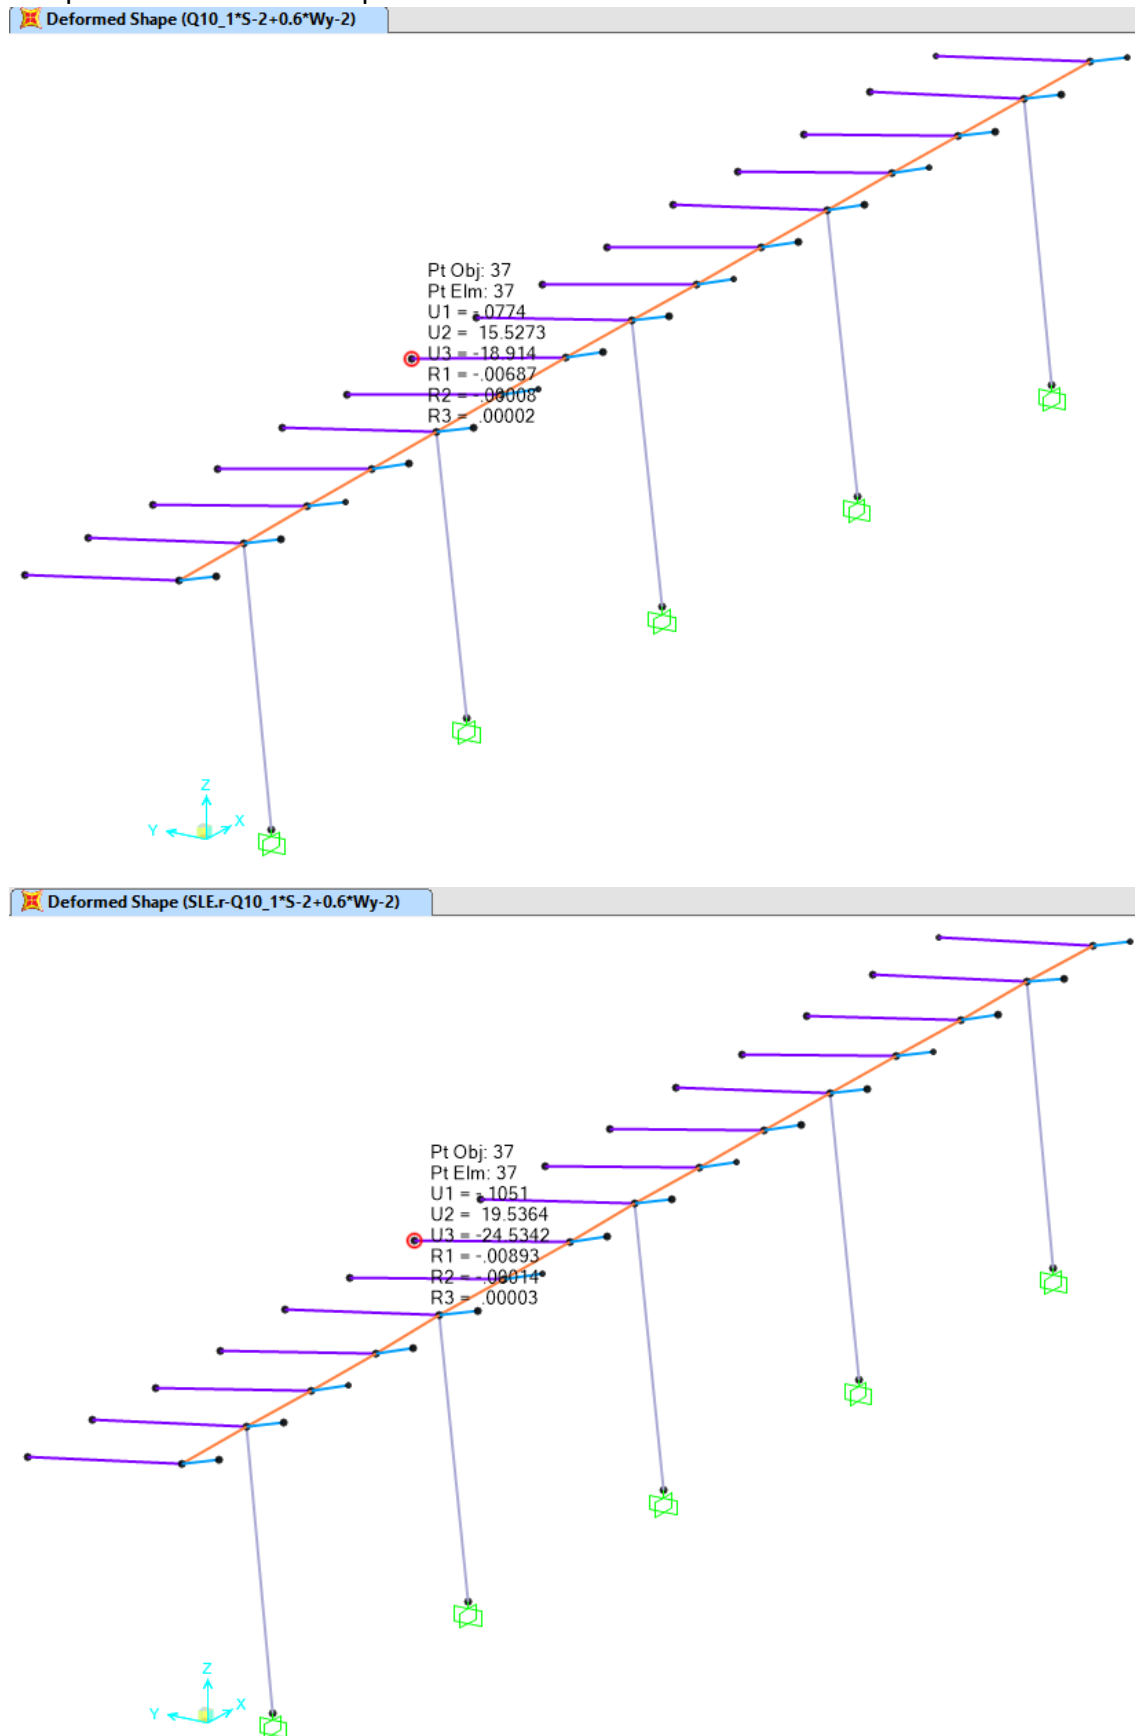 Deformed Shape (Q10_1*S-2+0.6*Wy-2)
Pt Obj: 37
Pt Elm: 37
U1 = -.0774
U2 = 15.5273
U3 = -18.914
R1 = -.00687
R2 = -.00008
R3 = .00002
Z
Y
X
Deformed Shape (SLE.r-Q10_1*S-2+0.6*Wy-2)
Pt Obj: 37
Pt Elm: 37
U1 = -.1051
U2 = 19.5364
U3 = -24.5342
R1 = -.00893
R2 = -.00014
R3 = .00003
Z
Y
X